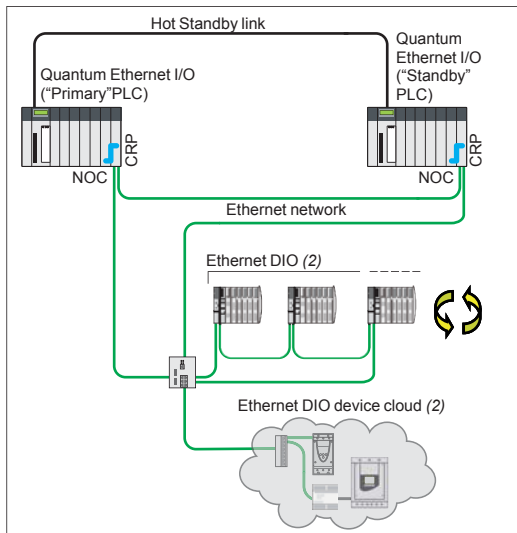 Hot Standby link
Quantum Ethernet I/O
("Primary"PLC)
Quantum
Ethernet I/O
("Standby"
PLC)
CRP
NOC
CRP
NOC
Ethernet network
Ethernet DIO (2)
Ethernet DIO device cloud (2)